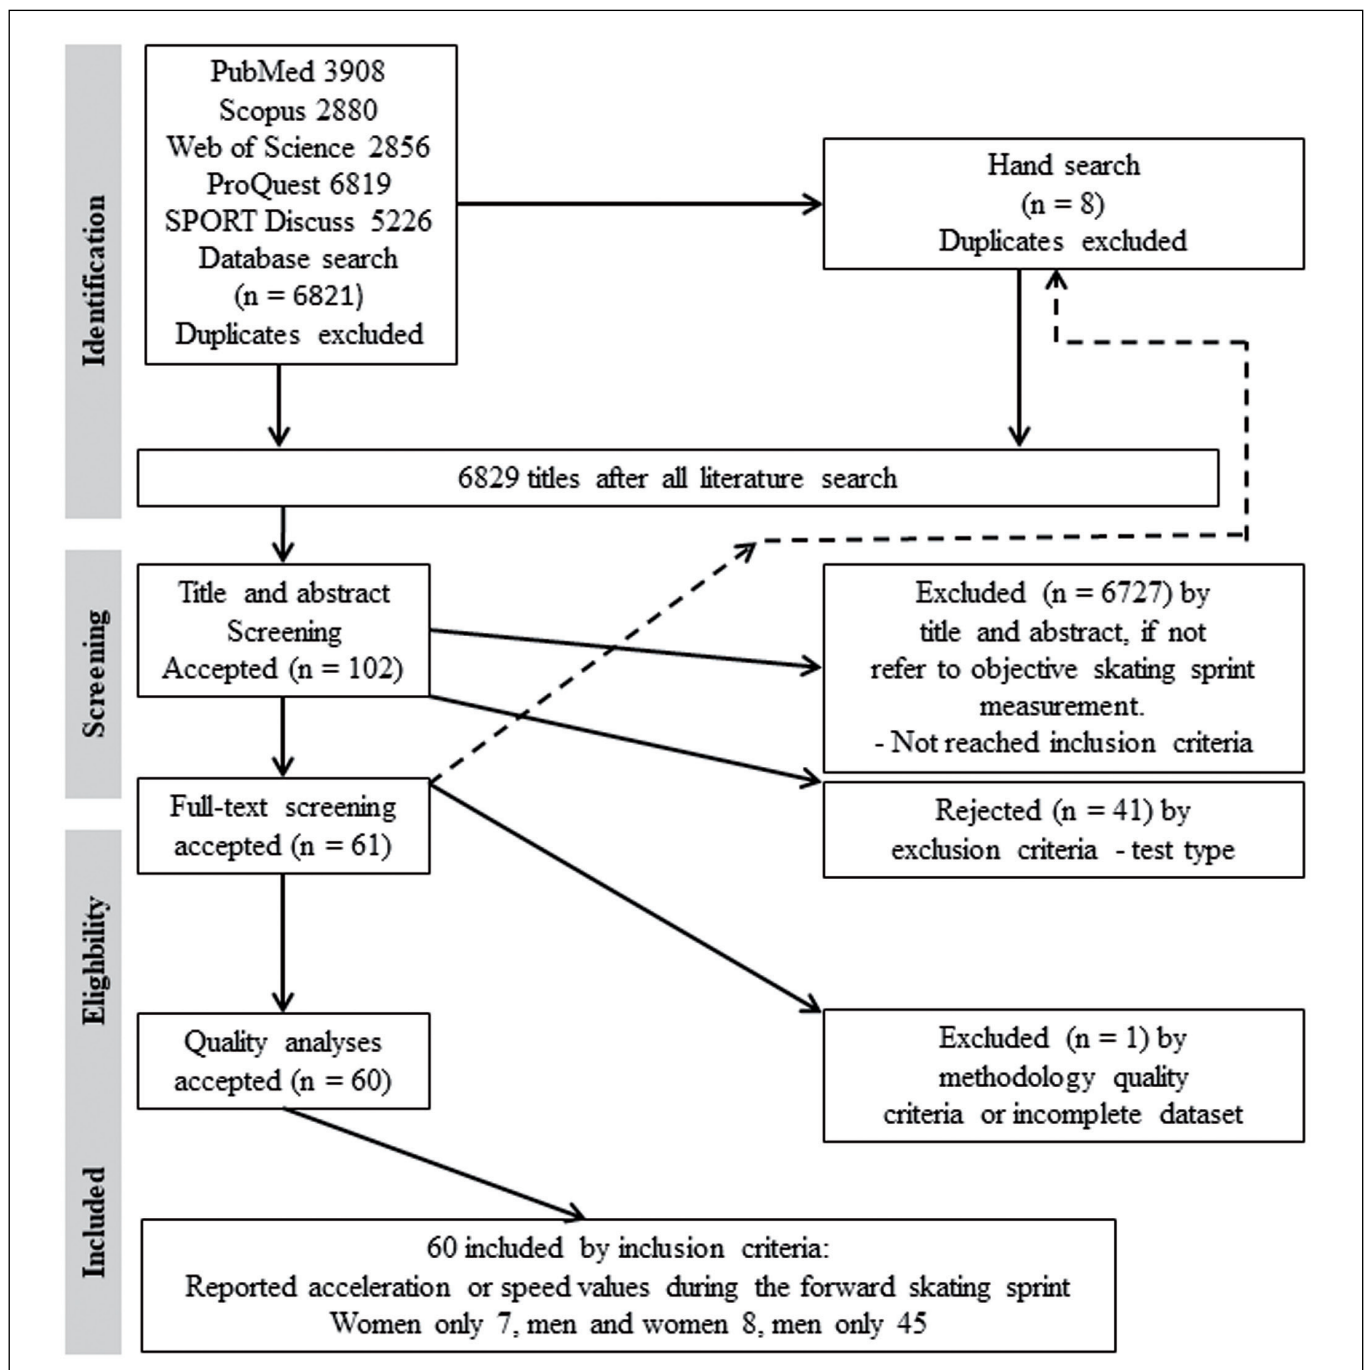 Identification
PubMed 3908
Scopus 2880
Web of Science 2856
ProQuest 6819
SPORT Discuss 5226
Database search
(n = 6821)
Duplicates excluded
Hand search
(n = 8)
Duplicates excluded
6829 titles after all literature search
Screening
Title and abstract
Screening
Accepted (n = 102)
Excluded (n = 6727) by
title and abstract, if not
refer to objective skating sprint
measurement.
- Not reached inclusion criteria
Rejected (n = 41) by
exclusion criteria - test type
Full-text screening
accepted (n = 61)
Elighbility
Quality analyses
accepted (n = 60)
Excluded (n = 1) by
methodology quality
criteria or incomplete dataset
Included
60 included by inclusion criteria:
Reported acceleration or speed values during the forward skating sprint
Women only 7, men and women 8, men only 45